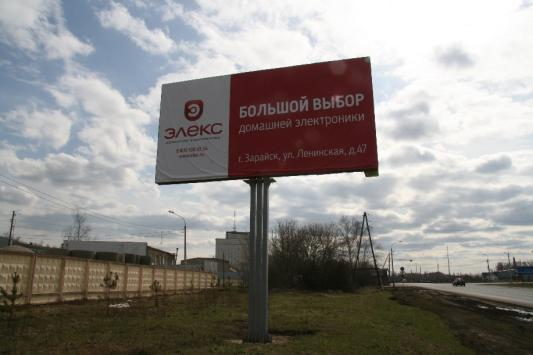 ЭЛЕКС
БОЛЬШОЙ ВЫБОР
домашней электроники
г. Зарайск, ул. Ленинская, д.47